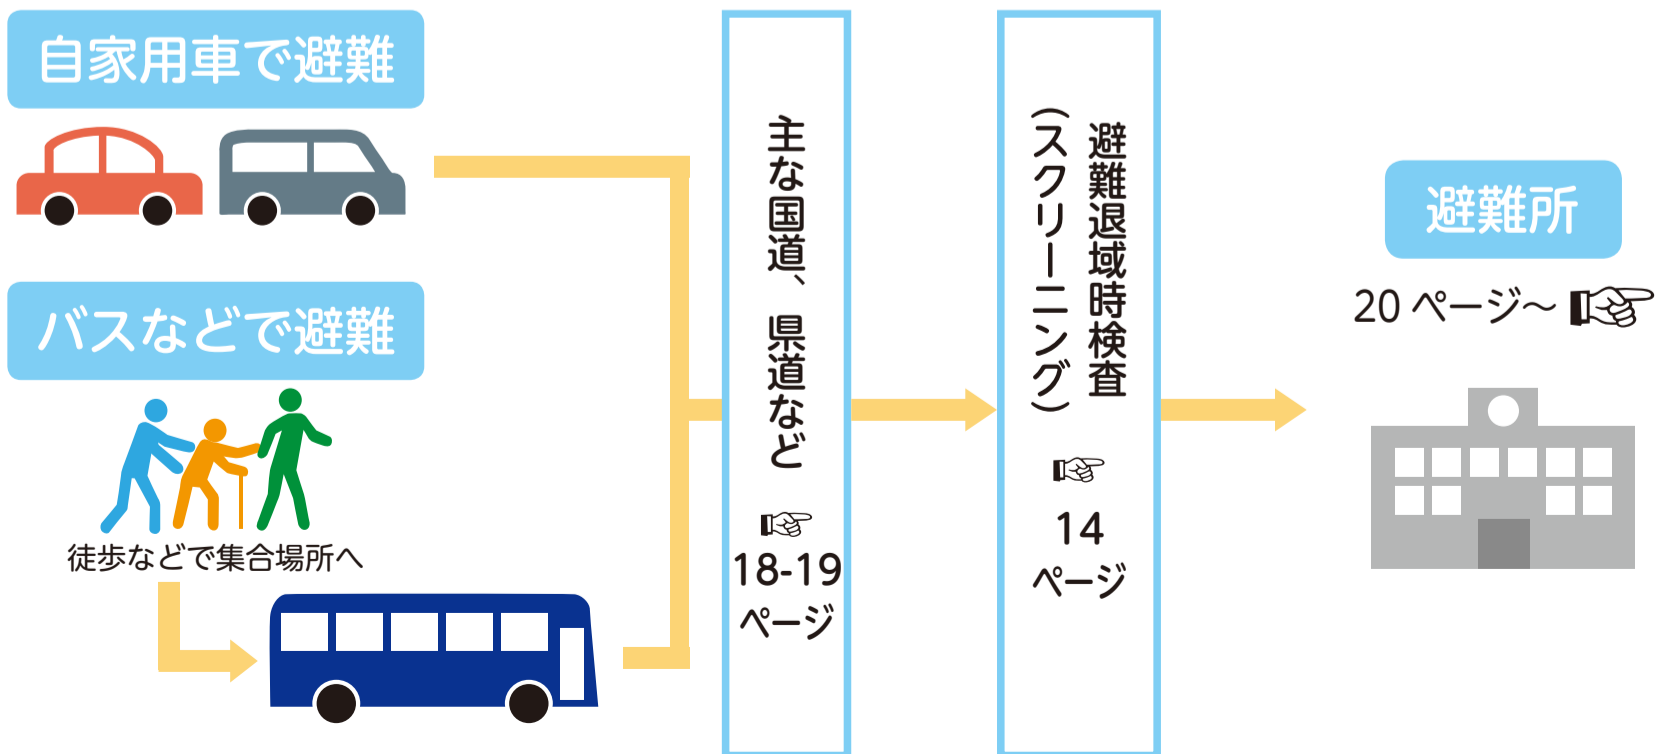 自家用車で避難
バスなどで避難
徒歩などで集合場所へ
主な国道、県道など
☞
18-19
ページ
避難退域時検査
(スクリーニング)
☞
14
ページ
避難所
20 ページ〜 ☞